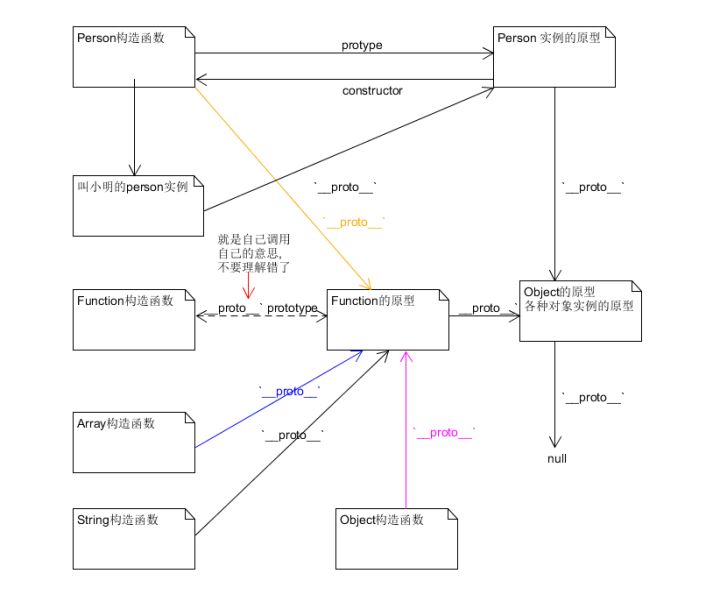 Person构造函数
protype
Person 实例的原型
constructor
叫小明的person实例
`__proto__`
`__proto__`
`__proto__`
就是自己调用
自己的意思,
不要理解错了
Function构造函数
__proto__` prototype
Function的原型
`__proto__`
Object的原型
各种对象实例的原型
`__proto__`
`__proto__`
Array构造函数
`__proto__`
`__proto__`
null
String构造函数
Object构造函数